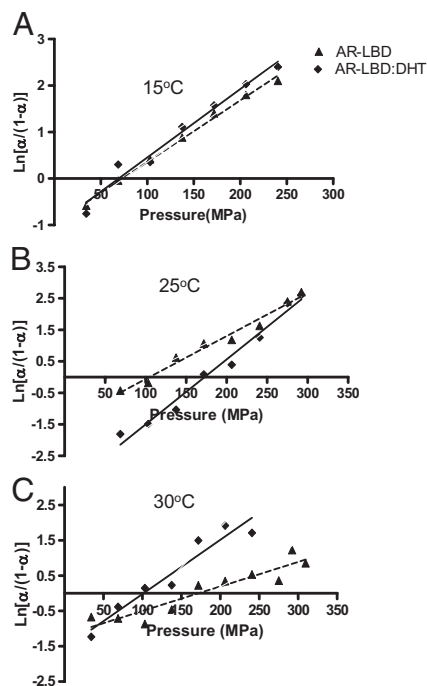 A
AR-LBD
AR-LBD:DHT
15°C
Ln[α/(1-α)]
3
2
1
0
-1
50 100 150 200 250 300
Pressure(MPa)
B
25°C
Ln[α/(1-α)]
3.5
2.5
1.5
0.5
-0.5
-1.5
-2.5
50 100 150 200 250 300 350
Pressure (MPa)
C
30°C
Ln[α/(1-α)]
2.5
1.5
0.5
-0.5
-1.5
-2.5
50 100 150 200 250 300 350
Pressure (MPa)